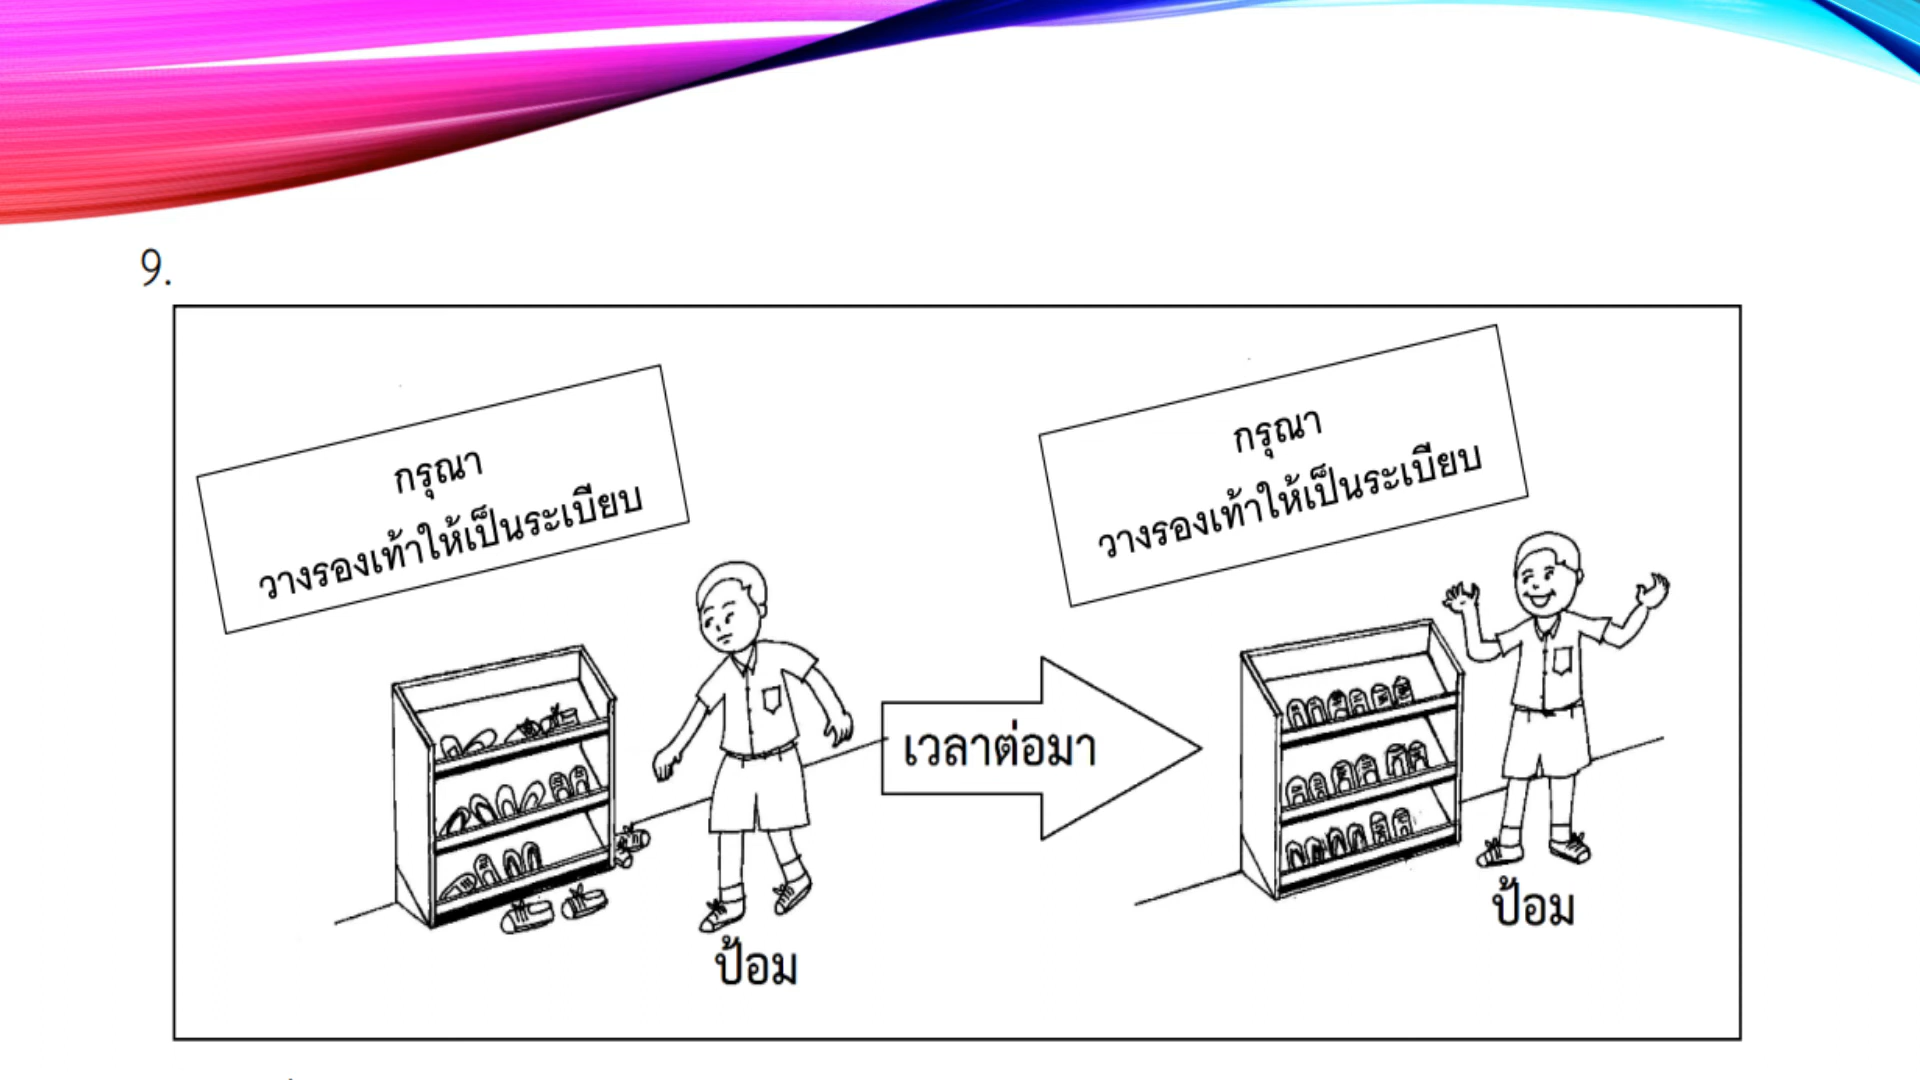 9.
กรุณา
วางรองเท้าให้เป็นระเบียบ
ป้อม
เวลาต่อมา
กรุณา
วางรองเท้าให้เป็นระเบียบ
ป้อม